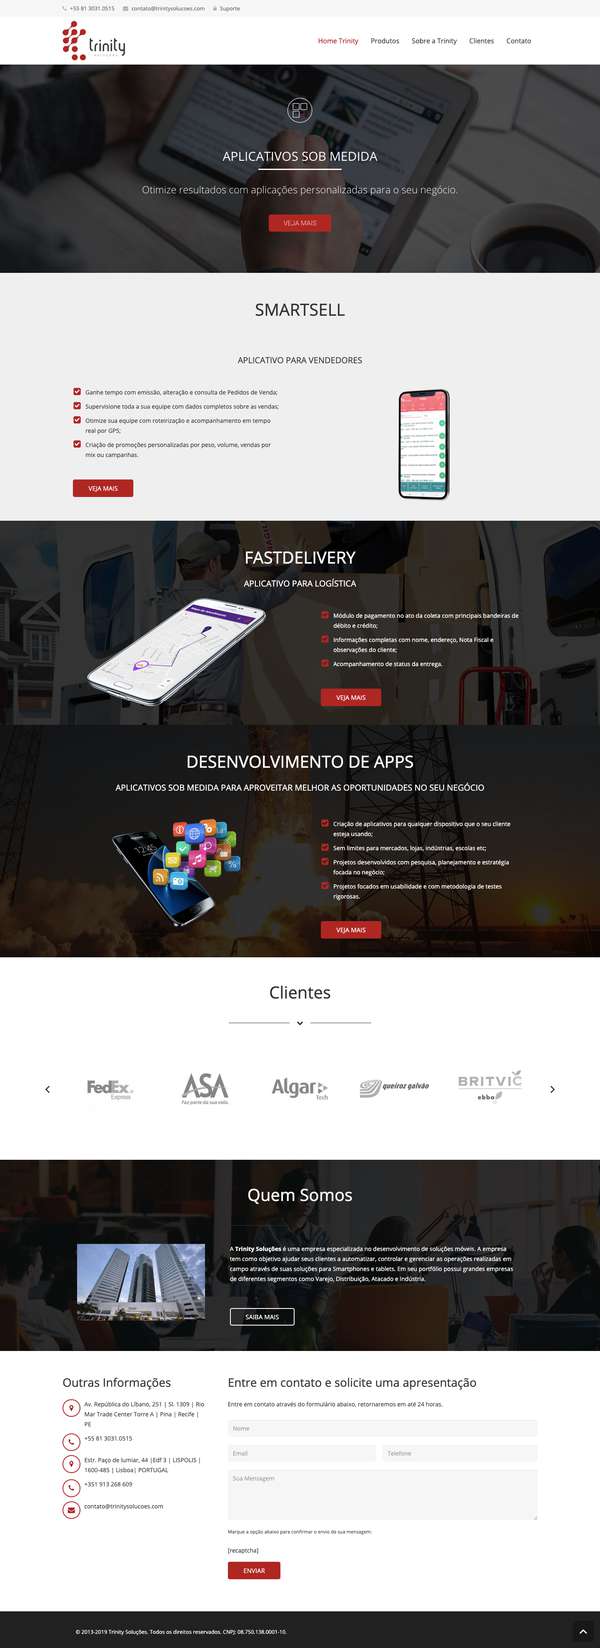 +55 81 3031.0515 contato@trinitysolucoes.com Suporte
trinity
Home Trinity Produtos Sobre a Trinity Clientes Contato
APLICATIVOS SOB MEDIDA
Otimize resultados com aplicações personalizadas para o seu negócio.
VEJA MAIS
SMARTSELL
APLICATIVO PARA VENDEDORES
Ganhe tempo com emissão, alteração e consulta de Pedidos de Venda;
Supervisione toda a sua equipe com dados completos sobre as vendas;
Otimize sua equipe com roteirização e acompanhamento em tempo
real por GPS;
Criação de promoções personalizadas por peso, volume, vendas por
mix ou campanhas.
VEJA MAIS
FASTDELIVERY
APLICATIVO PARA LOGÍSTICA
Módulo de pagamento no ato da coleta com principais bandeiras de
débito e crédito;
Informações completas com nome, endereço, Nota Fiscal e
observações do cliente;
Acompanhamento de status da entrega.
VEJA MAIS
DESENVOLVIMENTO DE APPS
APLICATIVOS SOB MEDIDA PARA APROVEITAR MELHOR AS OPORTUNIDADES NO SEU NEGÓCIO
Criação de aplicativos para qualquer dispositivo que o seu cliente
esteja usando;
Sem limites para mercados, lojas, indústrias, escolas etc;
Projetos desenvolvidos com pesquisa, planejamento e estratégia
focada no negócio;
Projetos focados em usabilidade e com metodologia de testes
rigorosas.
VEJA MAIS
Clientes
FedEx Express
ASA Faz parte da sua vida.
Algar Tech
queiroz galvão
BRITVIC ebba
Quem Somos
A Trinity Soluções é uma empresa especializada no desenvolvimento de soluções móveis. A empresa
tem como objetivo ajudar seus clientes a automatizar, controlar e gerenciar as operações realizadas em
campo através de suas soluções para Smartphones e tablets. Em seu portfólio possui grandes empresas
de diferentes segmentos como Varejo, Distribuição, Atacado e Indústria.
SAIBA MAIS
Outras Informações
Av. República do Líbano, 251 | Sl. 1309 | Rio
Mar Trade Center Torre A | Pina | Recife |
PE
+55 81 3031.0515
Estr. Paço de lumiar, 44 |Edf 3 | LISPOLIS |
1600-485 | Lisboa| PORTUGAL
+351 913 268 609
contato@trinitysolucoes.com
Entre em contato e solicite uma apresentação
Entre em contato através do formulário abaixo, retornaremos em até 24 horas.
Nome
Email Telefone
Sua Mensagem
Marque a opção abaixo para confirmar o envio da sua mensagem:
[recaptcha]
ENVIAR
© 2013-2019 Trinity Soluções. Todos os direitos reservados. CNPJ: 08.750.138.0001-10.